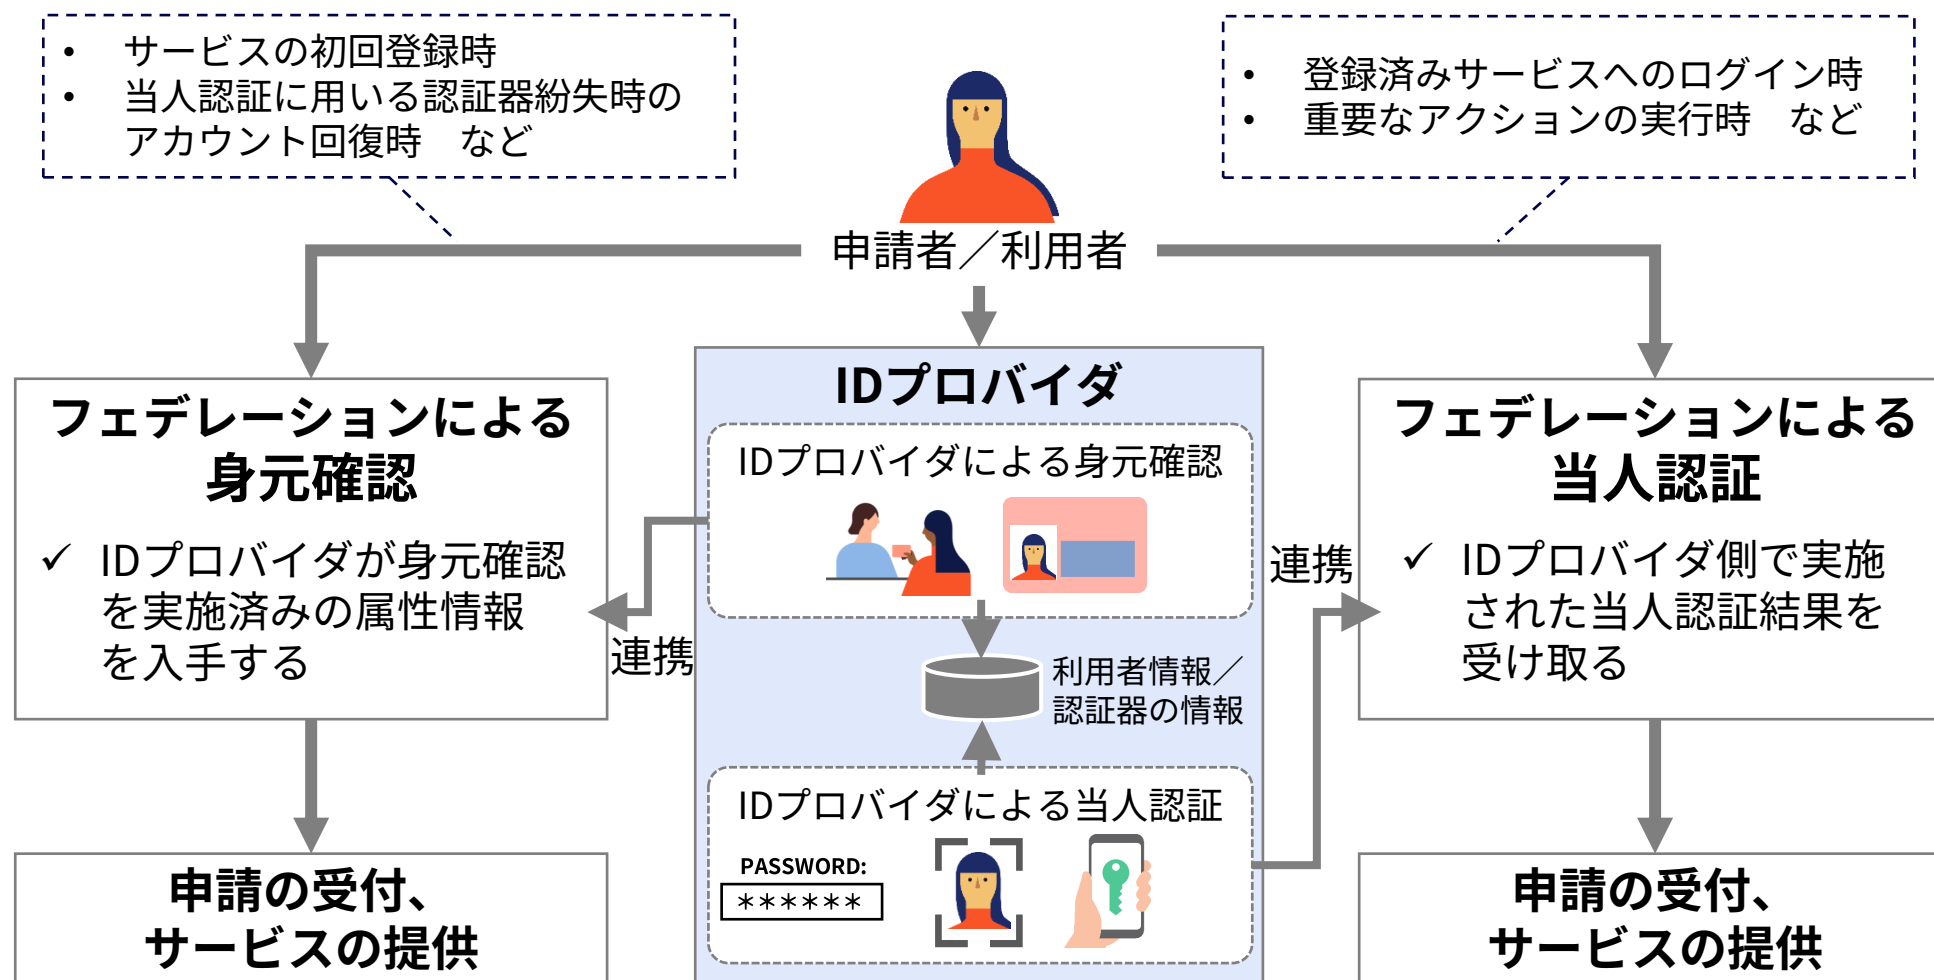 • サービスの初回登録時
• 当人認証に用いる認証器紛失時の
アカウント回復時　など
• 登録済みサービスへのログイン時
• 重要なアクションの実行時　など
申請者／利用者
フェデレーションによる
身元確認
✓ IDプロバイダが身元確認
を実施済みの属性情報
を入手する
連携
IDプロバイダ
IDプロバイダによる身元確認
利用者情報／
認証器の情報
IDプロバイダによる当人認証
PASSWORD:
＊＊＊＊＊＊
連携
フェデレーションによる
当人認証
✓ IDプロバイダ側で実施
された当人認証結果を
受け取る
申請の受付、
サービスの提供
申請の受付、
サービスの提供